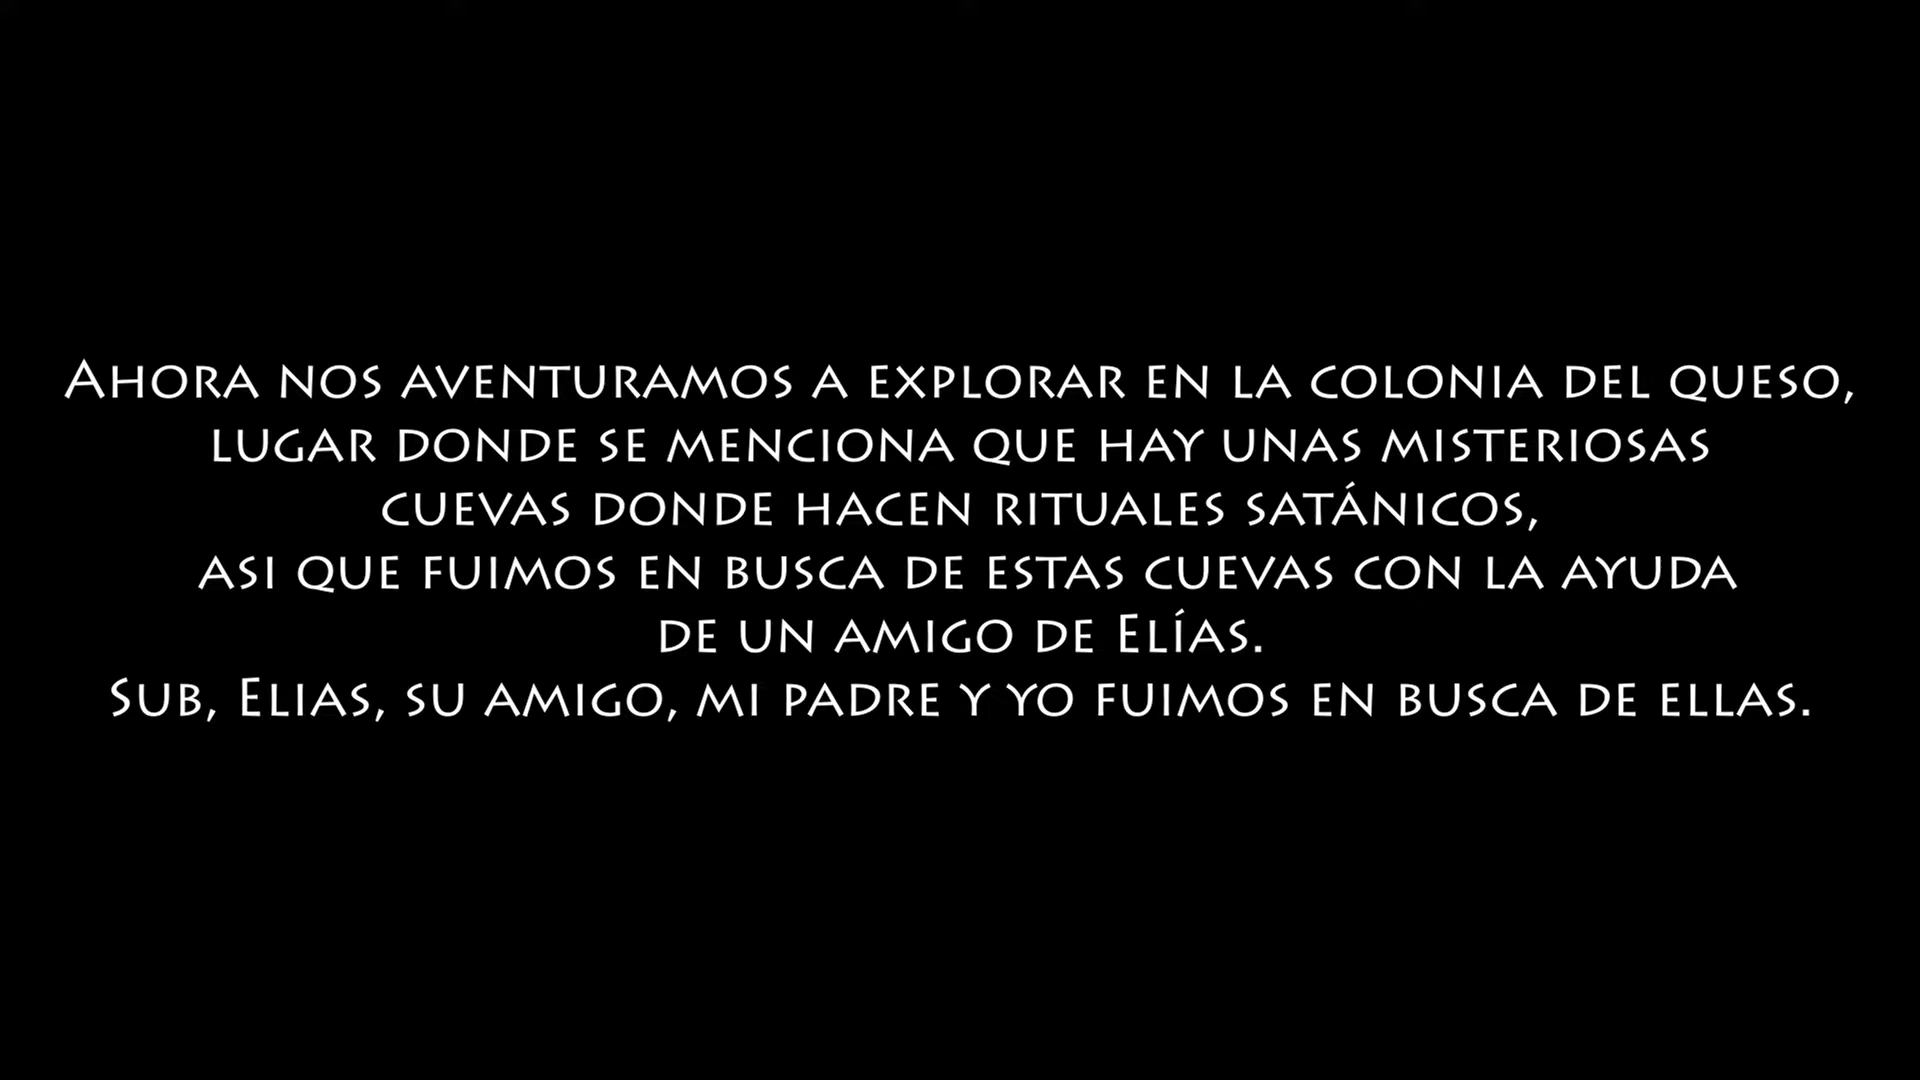 Ahora nos aventuramos a explorar en la colonia del queso,
lugar donde se menciona que hay unas misteriosas
cuevas donde hacen rituales satánicos,
asi que fuimos en busca de estas cuevas con la ayuda
de un amigo de Elías.
Sub, Elias, su amigo, mi padre y yo fuimos en busca de ellas.